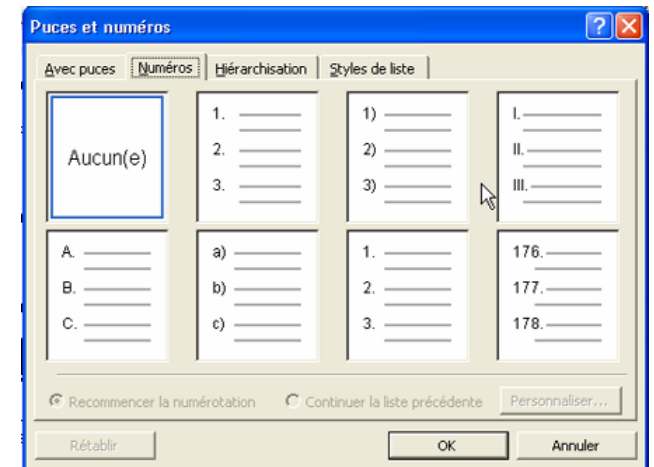 Puces et numéros
Avec puces Numéros Hiérarchisation Styles de liste
Aucun(e) 1. 1) I.
2. 2) II.
3. 3) III.
A. a) 1. 176.
B. b) 2. 177.
C. c) 3. 178.
Recommencer la numérotation Continuer la liste précédente Personnaliser...
Rétablir OK Annuler